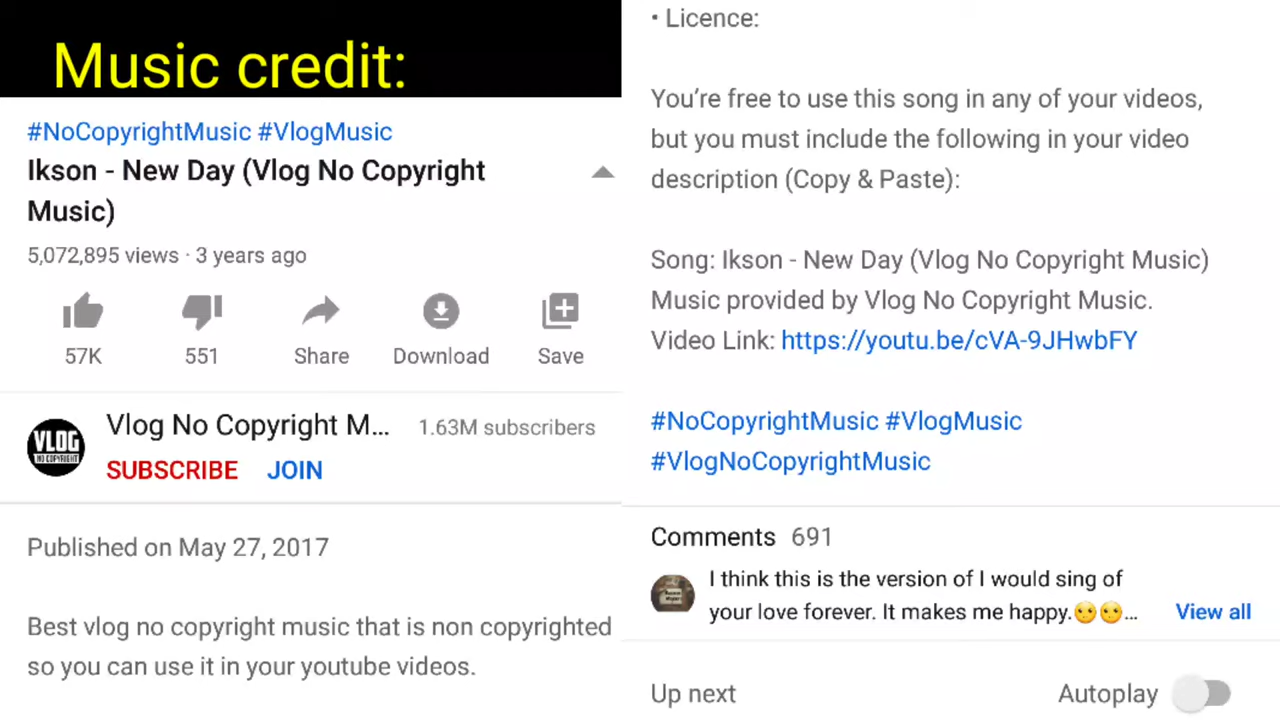 Music credit:
#NoCopyrightMusic #VlogMusic
Ikson - New Day (Vlog No Copyright
Music)
5,072,895 views · 3 years ago
57K
551
Share
Download
Save
VLOG
NO COPYRIGHT
Vlog No Copyright M...
1.63M subscribers
SUBSCRIBE
JOIN
Published on May 27, 2017
Best vlog no copyright music that is non copyrighted
so you can use it in your youtube videos.
• Licence:
You’re free to use this song in any of your videos,
but you must include the following in your video
description (Copy & Paste):
Song: Ikson - New Day (Vlog No Copyright Music)
Music provided by Vlog No Copyright Music.
Video Link: https://youtu.be/cVA-9JHwbFY
#NoCopyrightMusic #VlogMusic
#VlogNoCopyrightMusic
Comments 691
I think this is the version of I would sing of
your love forever. It makes me happy.😶😶...
View all
Up next
Autoplay